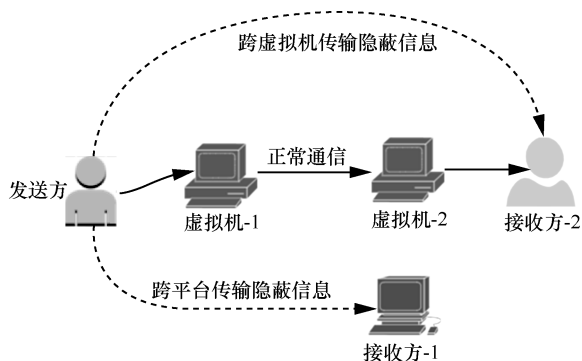 跨虚拟机传输隐蔽信息
正常通信
发送方
虚拟机-1
虚拟机-2
接收方-2
跨平台传输隐蔽信息
接收方-1